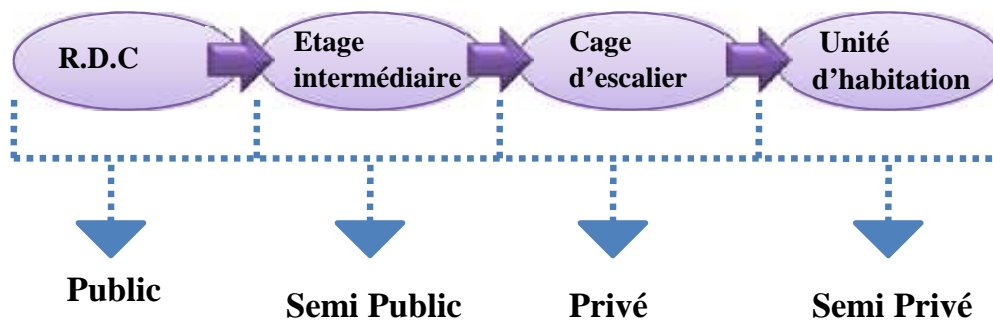 R.D.C
Etage
intermédiaire
Cage
d'escalier
Unité
d'habitation
Public
Semi Public
Privé
Semi Privé